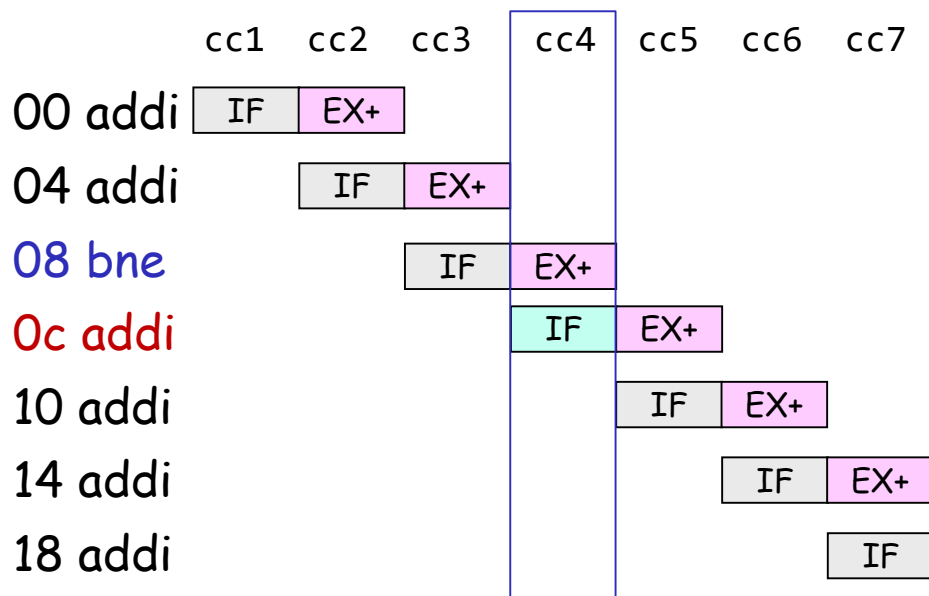 cc1 cc2 cc3 cc4 cc5 cc6 cc7
00 addi IF EX+
04 addi IF EX+
08 bne IF EX+
0c addi IF EX+
10 addi IF EX+
14 addi IF EX+
18 addi IF